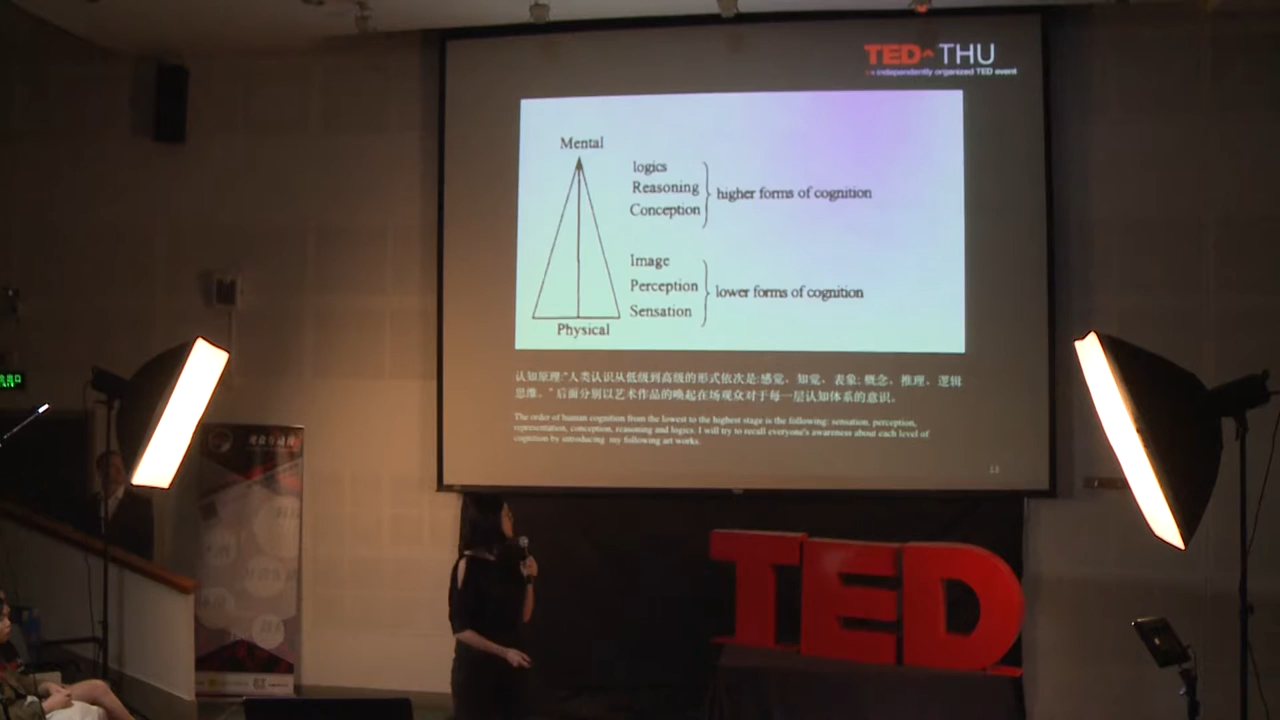 TED^THU
independently organized TED event
Mental
logics
Reasoning
Conception
higher forms of cognition
Image
Perception
Sensation
lower forms of cognition
Physical
认知原理:"人类认识从低级到高级的形式依次是:感觉、知觉、表象; 概念、推理、逻辑
思维。" 后面分别以艺术作品的唤起在场观众对于每一层认知体系的意识。
The order of human cognition from the lowest to the highest stage is the following: sensation, perception,
representation, conception, reasoning and logics. I will try to recall everyone's awareness about each level of
cognition by introducing my following art works.
13
TED